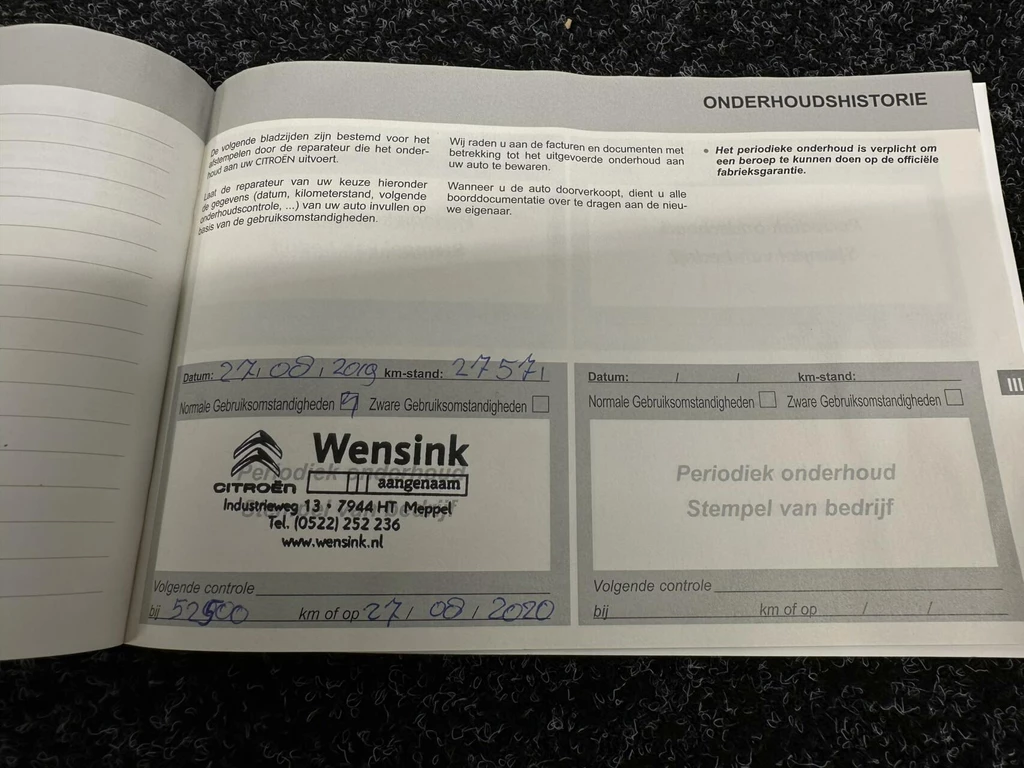 ONDERHOUDSHISTORIE
De volgende bladzijden zijn bestemd voor het
afstempelen door de reparateur die het onder-
houd aan uw CITROËN uitvoert.
Laat de reparateur van uw keuze hieronder
de gegevens (datum, kilometerstand, volgende
onderhoudscontrole, ...) van uw auto invullen op
basis van de gebruiksomstandigheden.
Wij raden u aan de facturen en documenten met
betrekking tot het uitgevoerde onderhoud aan
uw auto te bewaren.
Wanneer u de auto doorverkoopt, dient u alle
boorddocumentatie over te dragen aan de nieu-
we eigenaar.
• Het periodieke onderhoud is verplicht om
een beroep te kunnen doen op de officiële
fabrieksgarantie.
Datum: 27/08/2019 km-stand: 27571
Normale Gebruiksomstandigheden Zware Gebruiksomstandigheden
Wensink
Periodiek onderhoud
CITROËN aangenaam
Stempel van bedrijf
Industrieweg 13 • 7944 HT Meppel
Tel. (0522) 252 236
www.wensink.nl
Volgende controle
bij 52500 km of op 27/08/2020
Datum: / / km-stand:
Normale Gebruiksomstandigheden Zware Gebruiksomstandigheden
Periodiek onderhoud
Stempel van bedrijf
Volgende controle
bij km of op / /
III